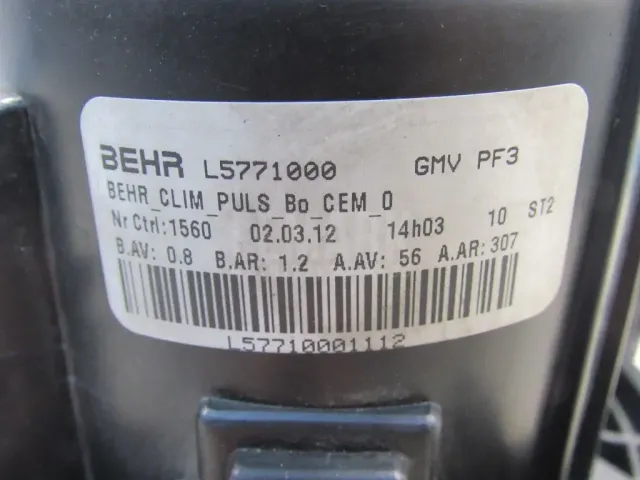 BEHR L5771000 GMV PF3
BEHR_CLIM_PULS_Bo_CEM_0
Nr Ctrl:1560 02.03.12 14h03 10 ST2
B.AV: 0.8 B.AR: 1.2 A.AV: 56 A.AR: 307
L57710001112